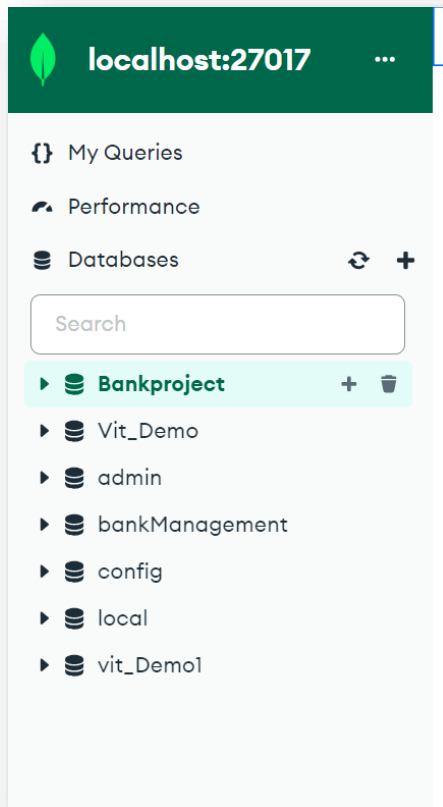 localhost:27017 ...
{} My Queries
Performance
Databases
Search
Bankproject
Vit_Demo
admin
bankManagement
config
local
vit_Demo1